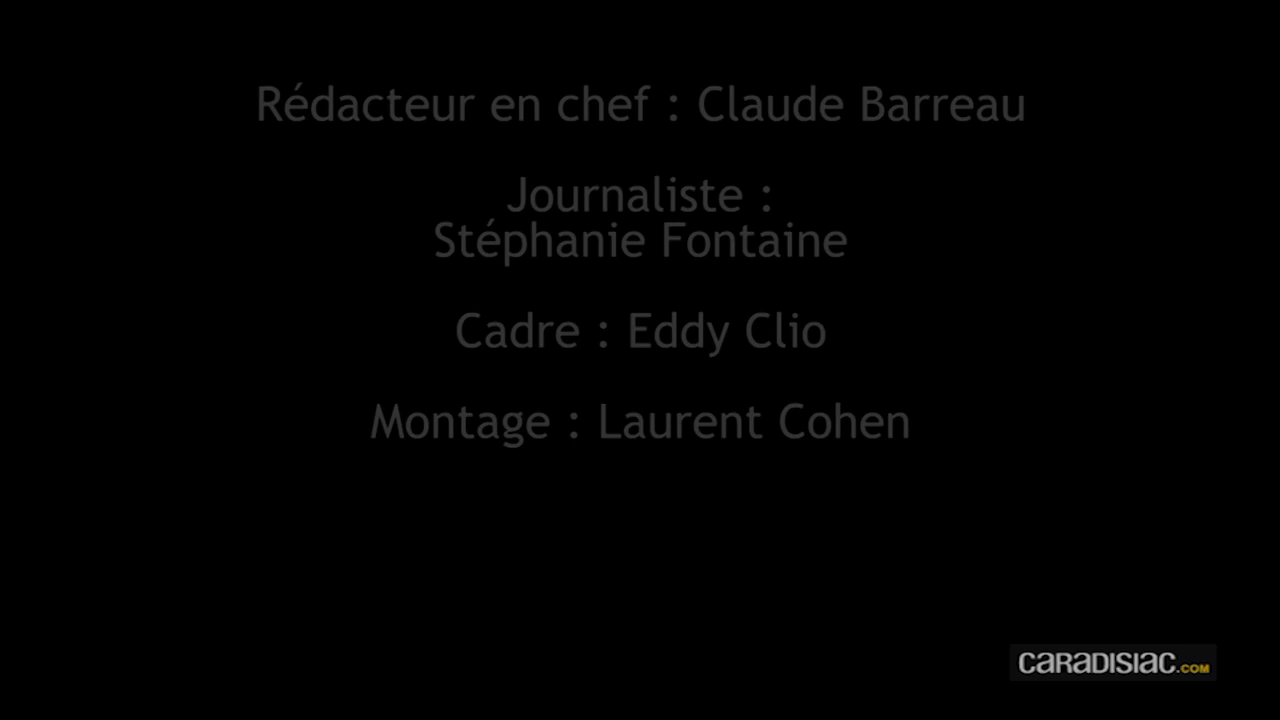 Rédacteur en chef : Claude Barreau
Journaliste :
Stéphanie Fontaine
Cadre : Eddy Clio
Montage : Laurent Cohen
CARADISIAC.COM